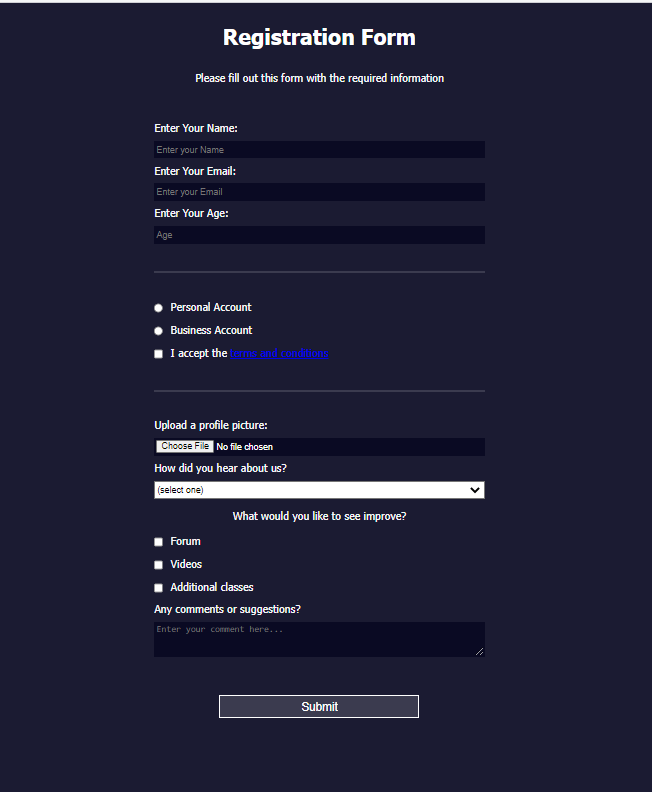 Registration Form
Please fill out this form with the required information
Enter Your Name:
Enter your Name
Enter Your Email:
Enter your Email
Enter Your Age:
Age
Personal Account
Business Account
I accept the terms and conditions
Upload a profile picture:
Choose File No file chosen
How did you hear about us?
(select one)
What would you like to see improve?
Forum
Videos
Additional classes
Any comments or suggestions?
Enter your comment here...
Submit